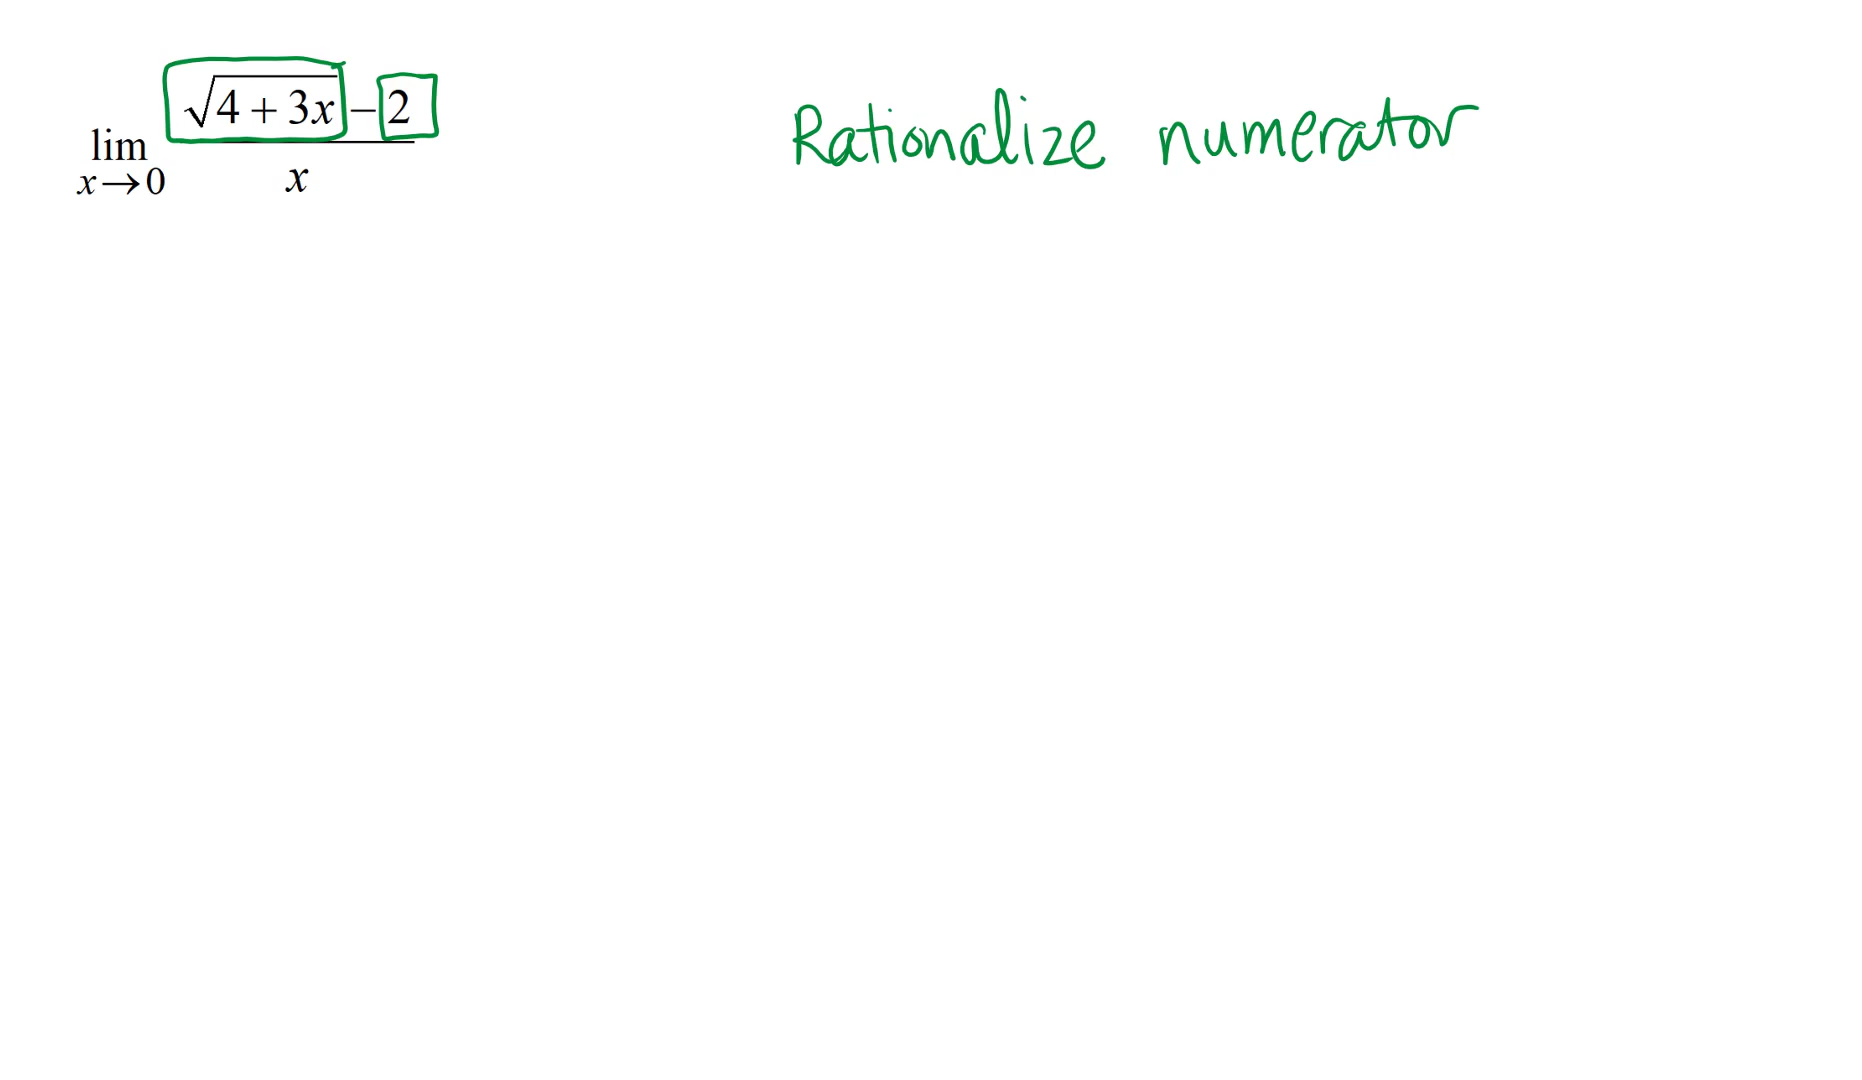 lim x→0 (√(4 + 3x) − 2)/x
Rationalize numerator